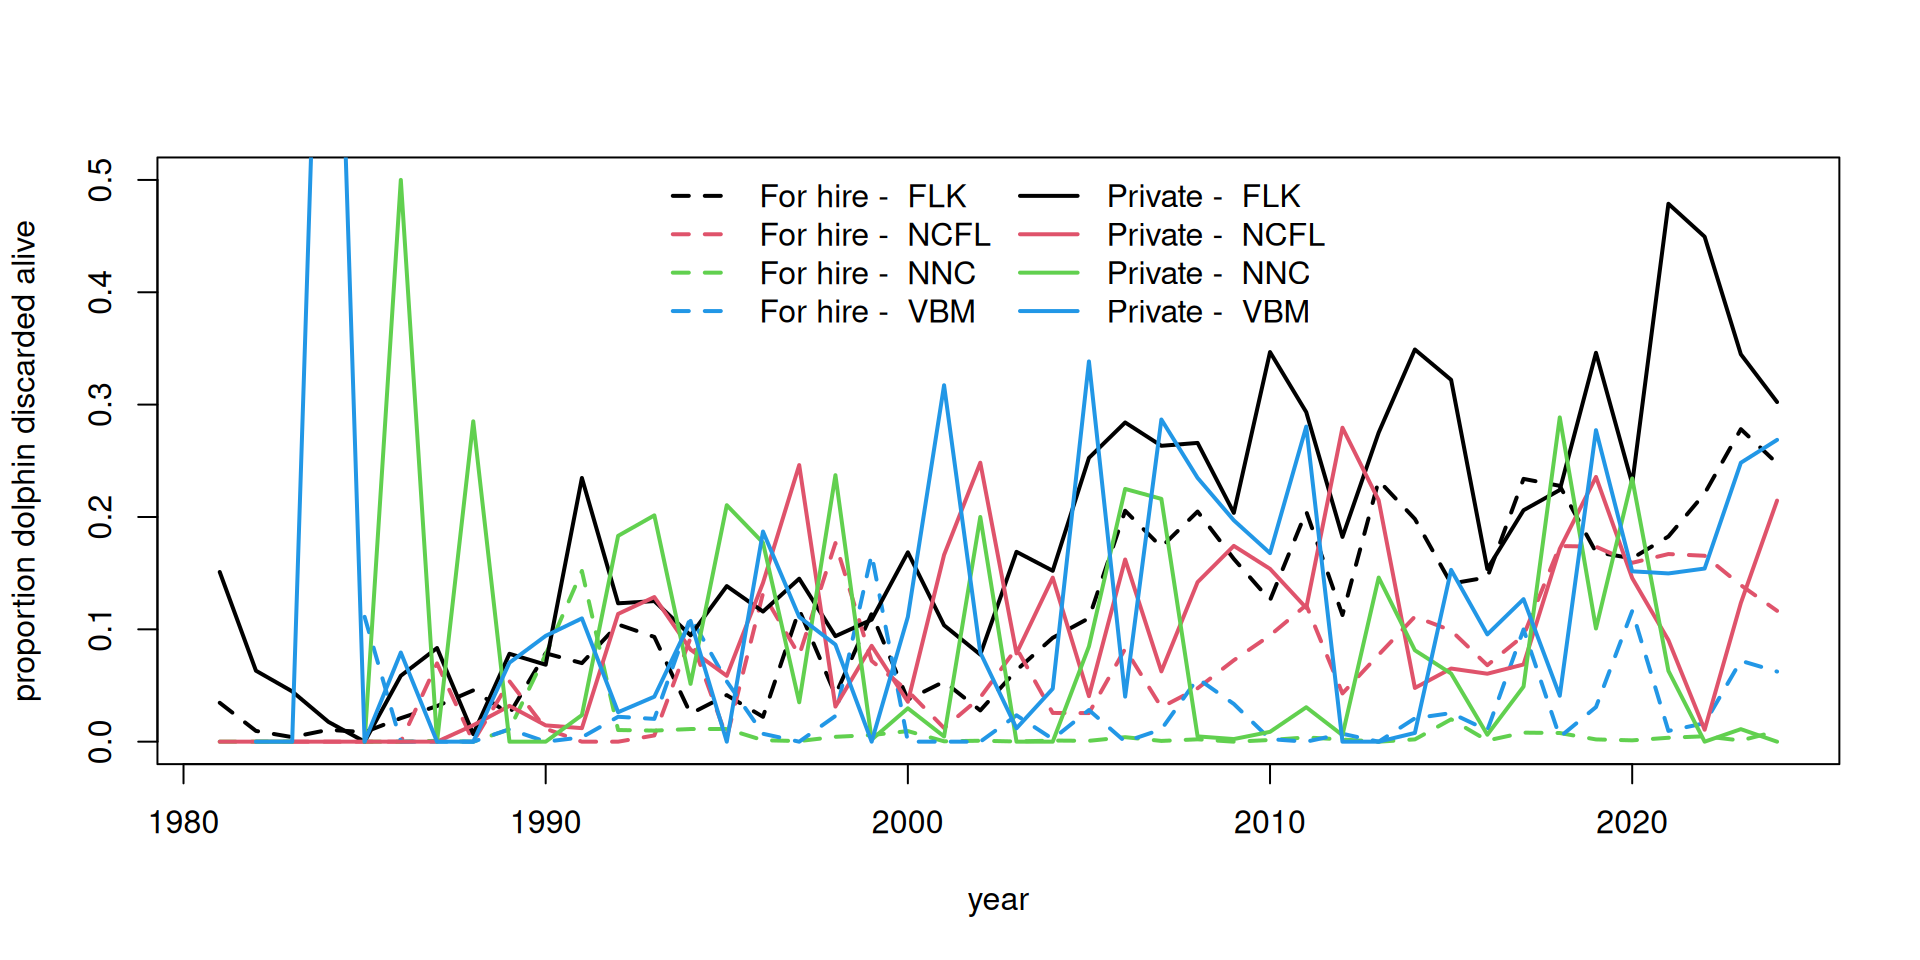 proportion dolphin discarded alive
0.5
0.4
0.3
0.2
0.1
0.0
For hire - FLK
For hire - NCFL
For hire - NNC
For hire - VBM
Private - FLK
Private - NCFL
Private - NNC
Private - VBM
1980 1990 2000 2010 2020
year